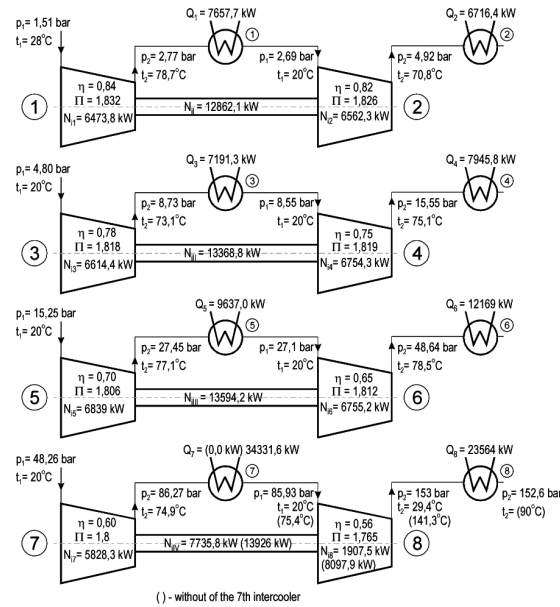 Q1 = 7657,7 kW
Q2 = 6716,4 kW
p1= 1,51 bar
t1= 28°C
1
p2= 2,77 bar
t2= 78,7°C
p1= 2,69 bar
t1= 20°C
p2= 4,92 bar
t2= 70,8°C
2
η = 0,84
Π = 1,832
Ni1= 6473,8 kW
1
NiI = 12862,1 kW
η = 0,82
Π = 1,826
Ni2= 6562,3 kW
2
Q3 = 7191,3 kW
Q4 = 7945,8 kW
p1= 4,80 bar
t1= 20°C
3
p2= 8,73 bar
t2= 73,1°C
p1= 8,55 bar
t1= 20°C
p2= 15,55 bar
t2= 75,1°C
4
η = 0,78
Π = 1,818
Ni3= 6614,4 kW
3
NiII = 13368,8 kW
η = 0,75
Π = 1,819
Ni4= 6754,3 kW
4
Q5 = 9637,0 kW
Q6 = 12169 kW
p1= 15,25 bar
t1= 20°C
5
p2= 27,45 bar
t2= 77,1°C
p1= 27,1 bar
t1= 20°C
p2= 48,64 bar
t2= 78,5°C
6
η = 0,70
Π = 1,806
Ni5= 6839 kW
5
NiIII = 13594,2 kW
η = 0,65
Π = 1,812
Ni6= 6755,2 kW
6
Q7 = (0,0 kW) 34331,6 kW
Q8 = 23564 kW
p1= 48,26 bar
t1= 20°C
7
p2= 86,27 bar
t2= 74,9°C
p1= 85,93 bar
t1= 20°C
(75,4°C)
p2= 153 bar
t2= 29,4°C
(141,3°C)
8
p2= 152,6 bar
t2= (90°C)
η = 0,60
Π = 1,8
Ni7= 5828,3 kW
7
NiIV = 7735,8 kW (13926 kW)
η = 0,56
Π = 1,765
Ni8= 1907,5 kW
(8097,9 kW)
8
( ) - without of the 7th intercooler